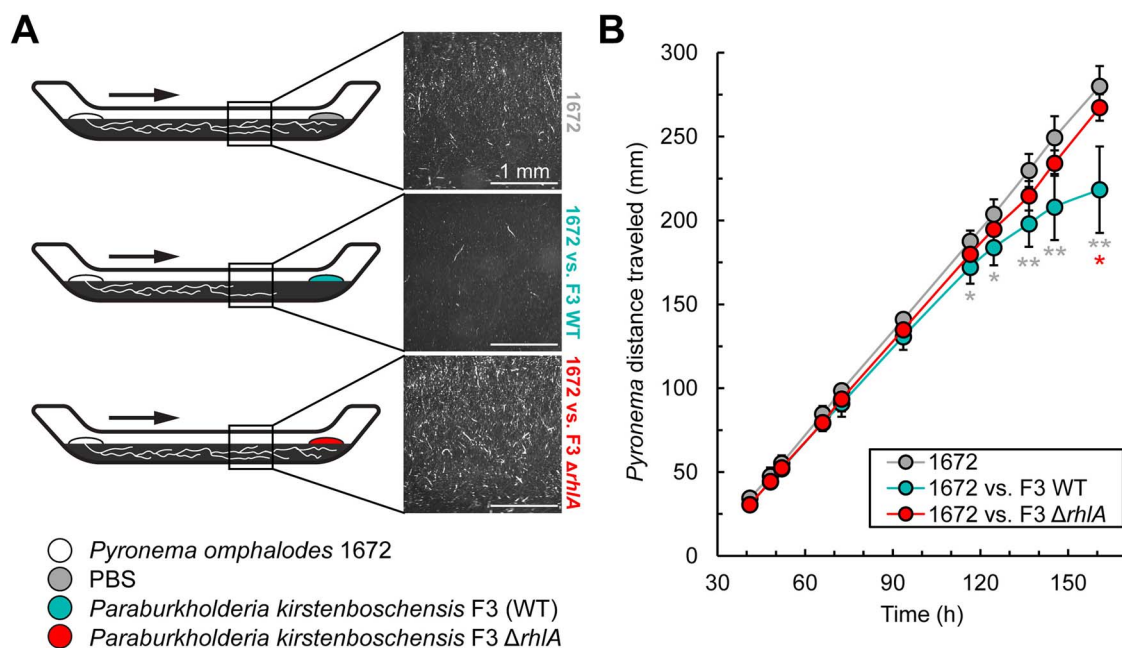 A
1672
1 mm
1672 vs. F3 WT
1672 vs. F3 ΔrhlA
Pyronema omphalodes 1672
PBS
Paraburkholderia kirstenboschensis F3 (WT)
Paraburkholderia kirstenboschensis F3 ΔrhlA
B
Pyronema distance traveled (mm)
300
250
200
150
100
50
0
*
*
**
**
**
*
1672
1672 vs. F3 WT
1672 vs. F3 ΔrhlA
30
60
90
120
150
Time (h)